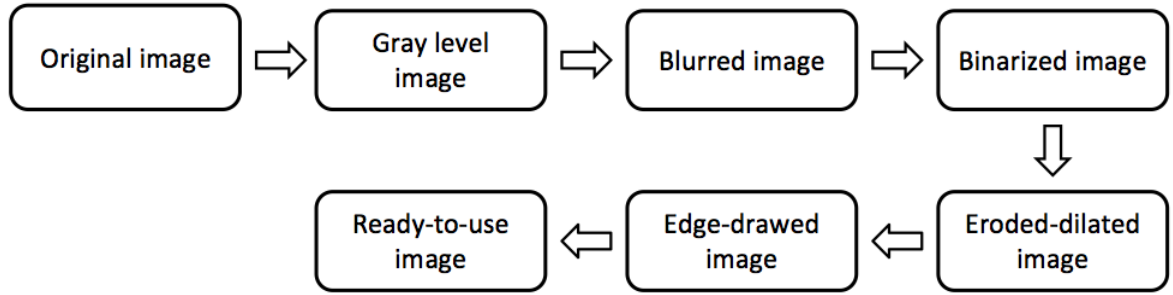 Original image
Gray level
image
Blurred image
Binarized image
Ready-to-use
image
Edge-drawed
image
Eroded-dilated
image